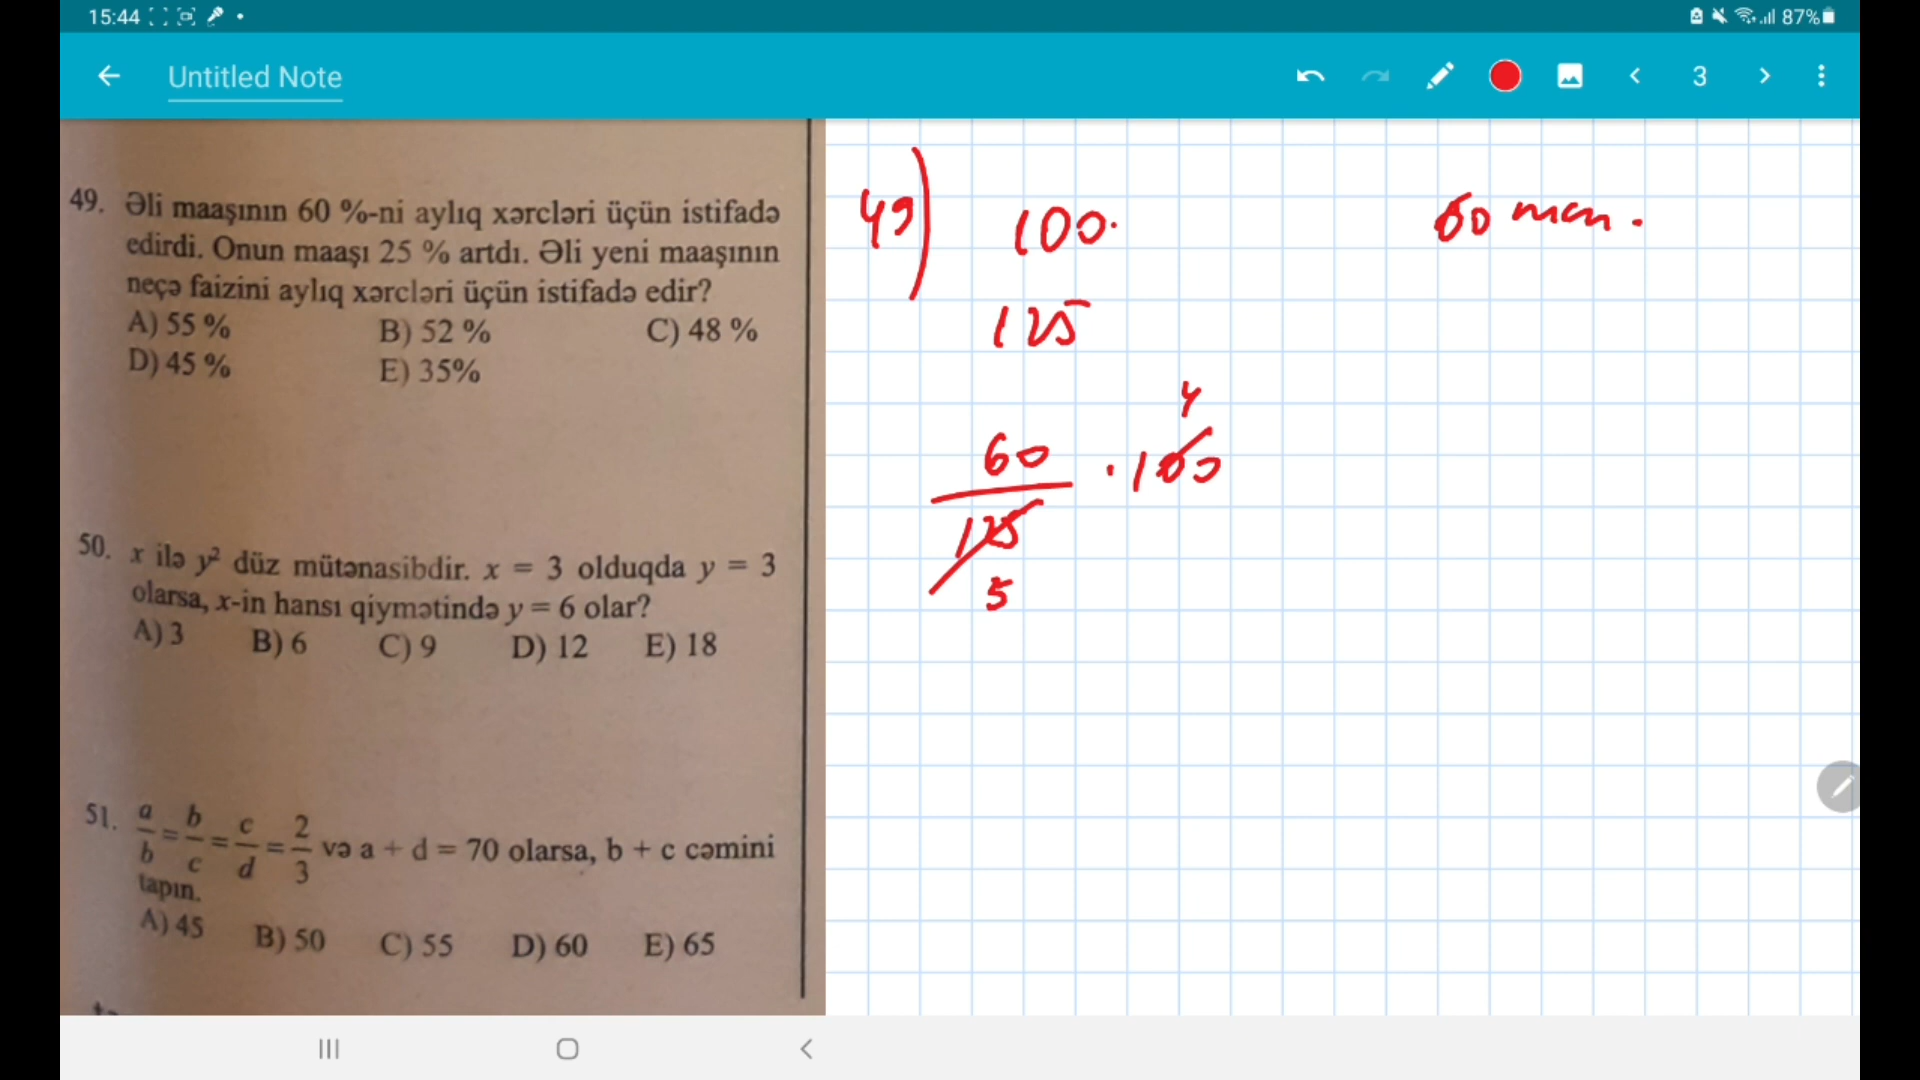 15:44
87%
Untitled Note
3
49. Əli maaşının 60 %-ni aylıq xərcləri üçün istifadə
edirdi. Onun maaşı 25 % artdı. Əli yeni maaşının
neçə faizini aylıq xərcləri üçün istifadə edir?
A) 55 % B) 52 % C) 48 %
D) 45 % E) 35%
50. x ilə y² düz mütənasibdir. x = 3 olduqda y = 3
olarsa, x-in hansı qiymətində y = 6 olar?
A) 3 B) 6 C) 9 D) 12 E) 18
51. a/b = b/c = c/d = 2/3 və a + d = 70 olarsa, b + c cəmini
tapın.
A) 45 B) 50 C) 55 D) 60 E) 65
49) 100. 60 man.
125
4
60 · 100
125
5